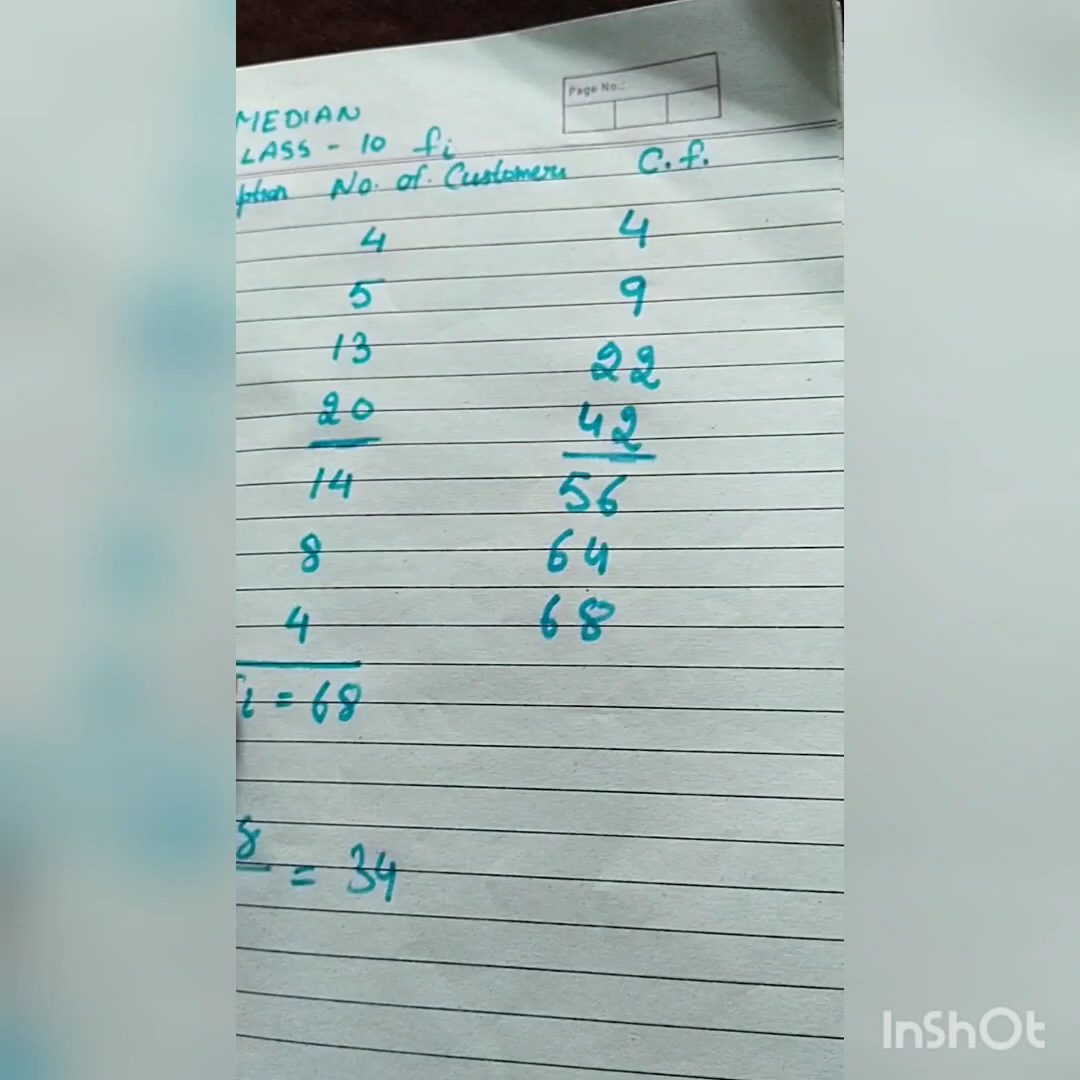 MEDIAN
Page No.:
LASS - 10 fi
No. of. Customers C.f.
4 4
5 9
13 22
20 42
14 56
8 64
4 68
i = 68
8
= 34
InShOt